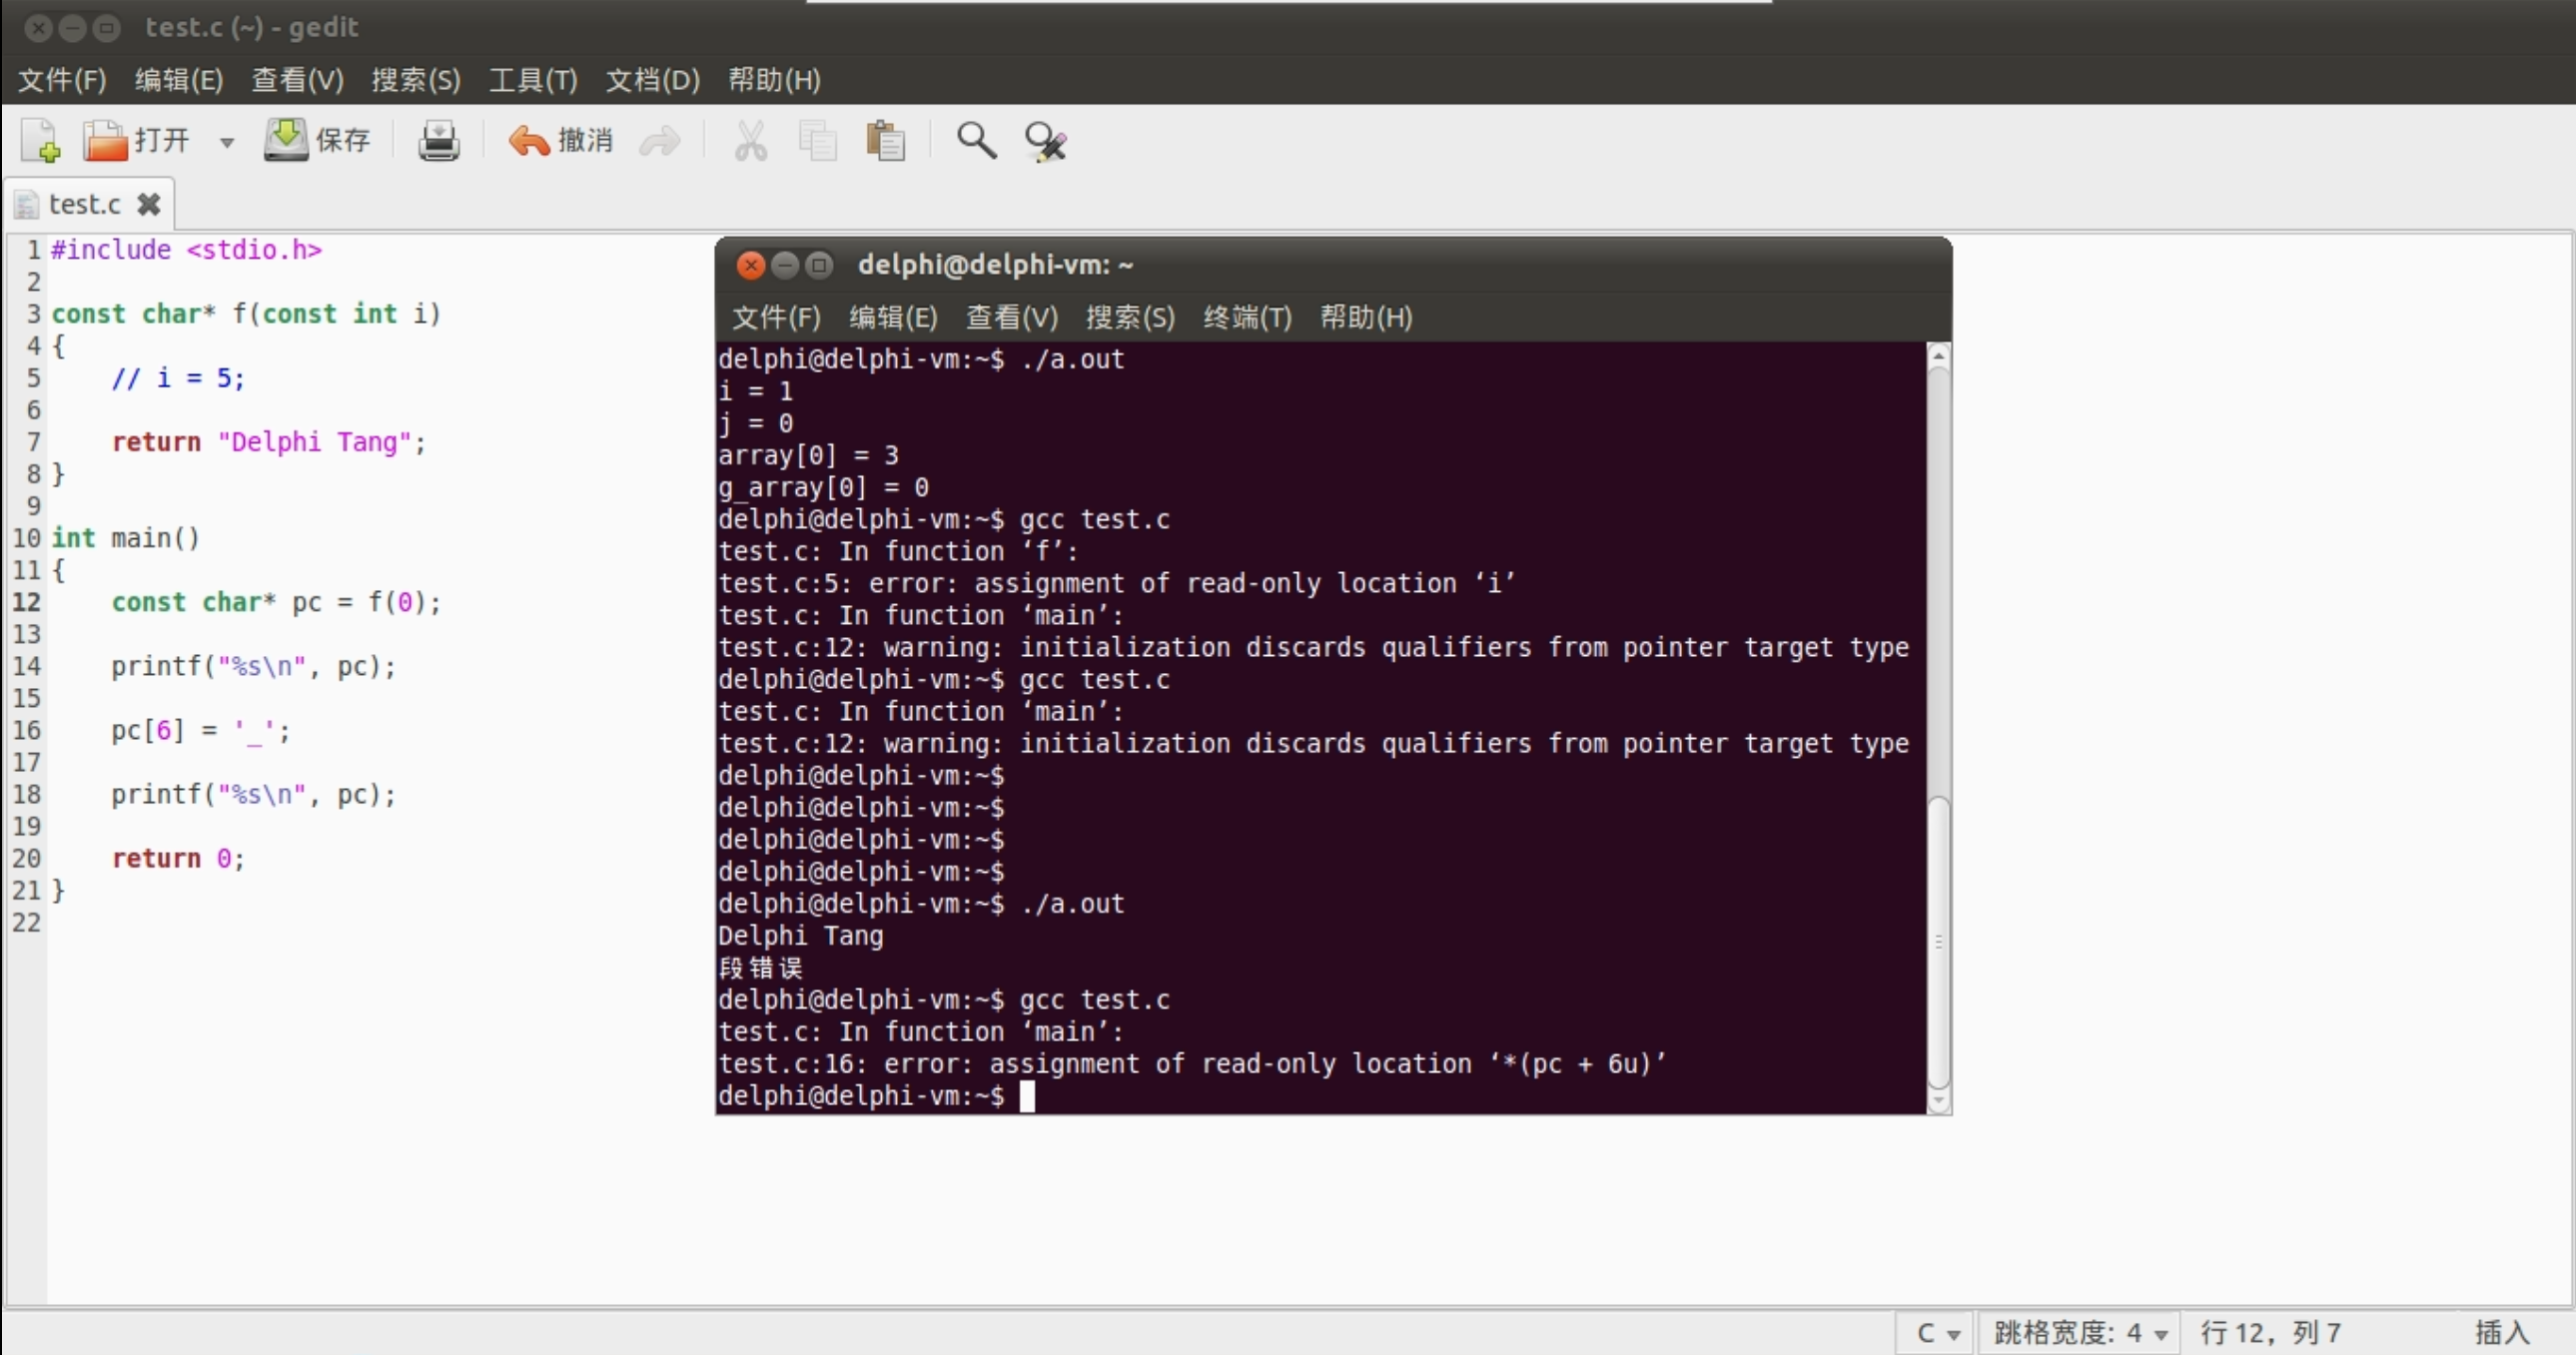 test.c (~) - gedit
文件(F) 编辑(E) 查看(V) 搜索(S) 工具(T) 文档(D) 帮助(H)
打开 保存 撤消
test.c
1 #include <stdio.h>
2
3 const char* f(const int i)
4 {
5     // i = 5;
6
7     return "Delphi Tang";
8 }
9
10 int main()
11 {
12     const char* pc = f(0);
13
14     printf("%s\n", pc);
15
16     pc[6] = '_';
17
18     printf("%s\n", pc);
19
20     return 0;
21 }
22
delphi@delphi-vm: ~
文件(F) 编辑(E) 查看(V) 搜索(S) 终端(T) 帮助(H)
delphi@delphi-vm:~$ ./a.out
i = 1
j = 0
array[0] = 3
g_array[0] = 0
delphi@delphi-vm:~$ gcc test.c
test.c: In function ‘f’:
test.c:5: error: assignment of read-only location ‘i’
test.c: In function ‘main’:
test.c:12: warning: initialization discards qualifiers from pointer target type
delphi@delphi-vm:~$ gcc test.c
test.c: In function ‘main’:
test.c:12: warning: initialization discards qualifiers from pointer target type
delphi@delphi-vm:~$
delphi@delphi-vm:~$
delphi@delphi-vm:~$
delphi@delphi-vm:~$
delphi@delphi-vm:~$ ./a.out
Delphi Tang
段错误
delphi@delphi-vm:~$ gcc test.c
test.c: In function ‘main’:
test.c:16: error: assignment of read-only location ‘*(pc + 6u)’
delphi@delphi-vm:~$
C 跳格宽度: 4 行 12，列 7 插入